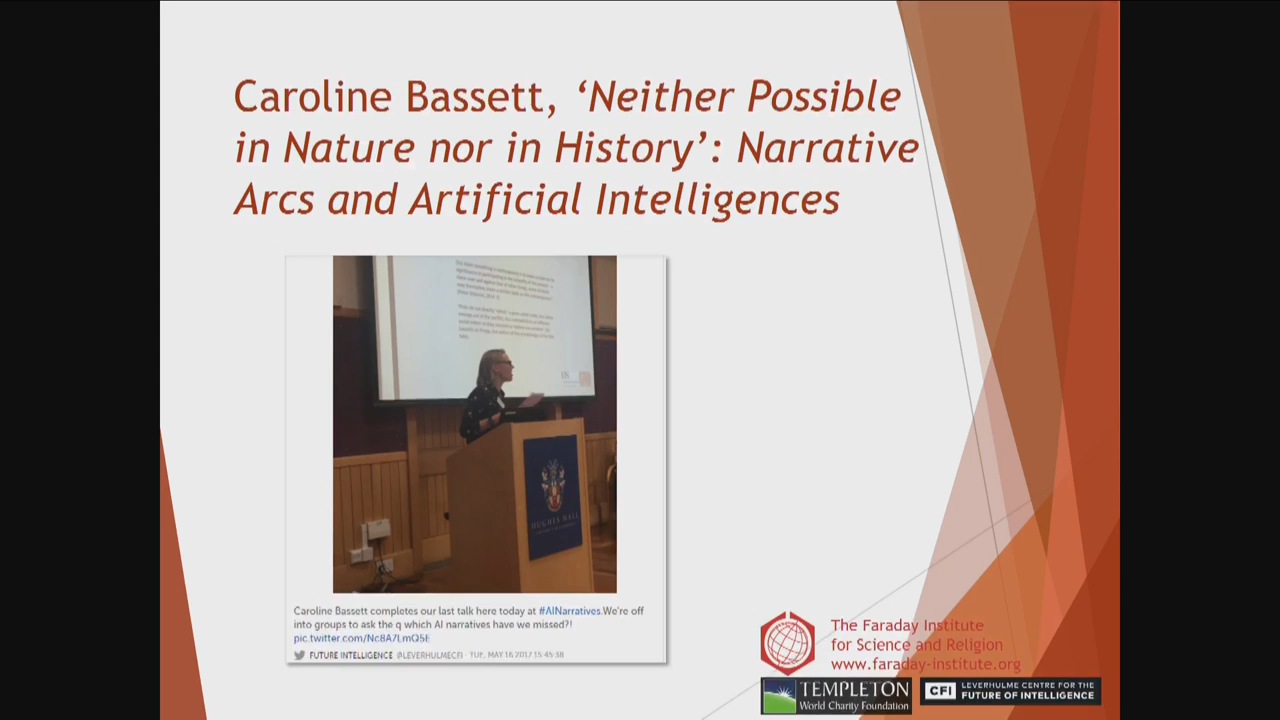 Caroline Bassett, ‘Neither Possible
in Nature nor in History’: Narrative
Arcs and Artificial Intelligences
HUGHES HALL
Caroline Bassett completes our last talk here today at #AINarratives.We're off
into groups to ask the q which AI narratives have we missed?!
pic.twitter.com/Nc8A7LmQ5E
FUTURE INTELLIGENCE @LEVERHULMECFI - TUE, MAY 16 2017 15:45:38
The Faraday Institute
for Science and Religion
www.faraday-institute.org
TEMPLETON
World Charity Foundation
CFI
LEVERHULME CENTRE FOR THE
FUTURE OF INTELLIGENCE